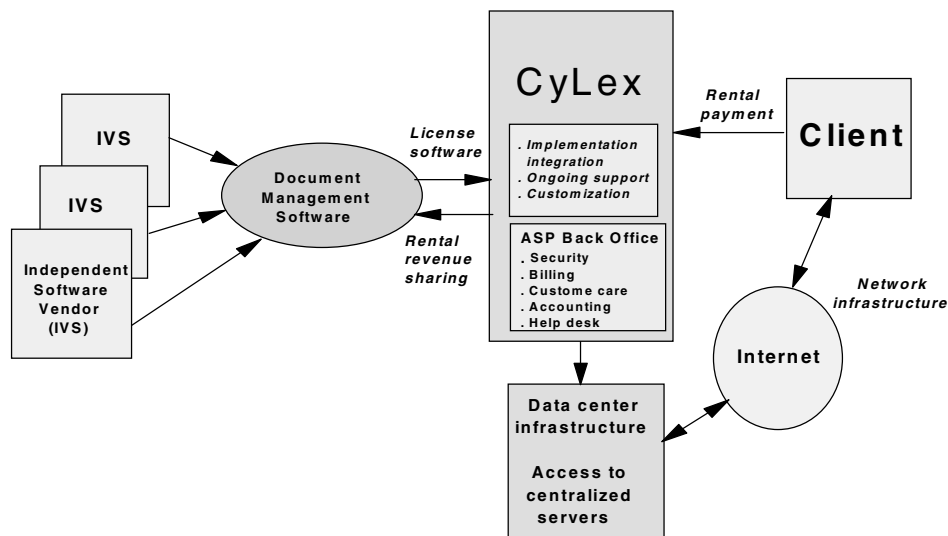 IVS
IVS
Independent
Software
Vendor
(IVS)
Document
Management
Software
License
software
Rental
revenue
sharing
CyLex
. Implementation
integration
. Ongoing support
. Customization
ASP Back Office
. Security
. Billing
. Custome care
. Accounting
. Help desk
Data center
infrastructure
Access to
centralized
servers
Rental
payment
Client
Network
infrastructure
Internet